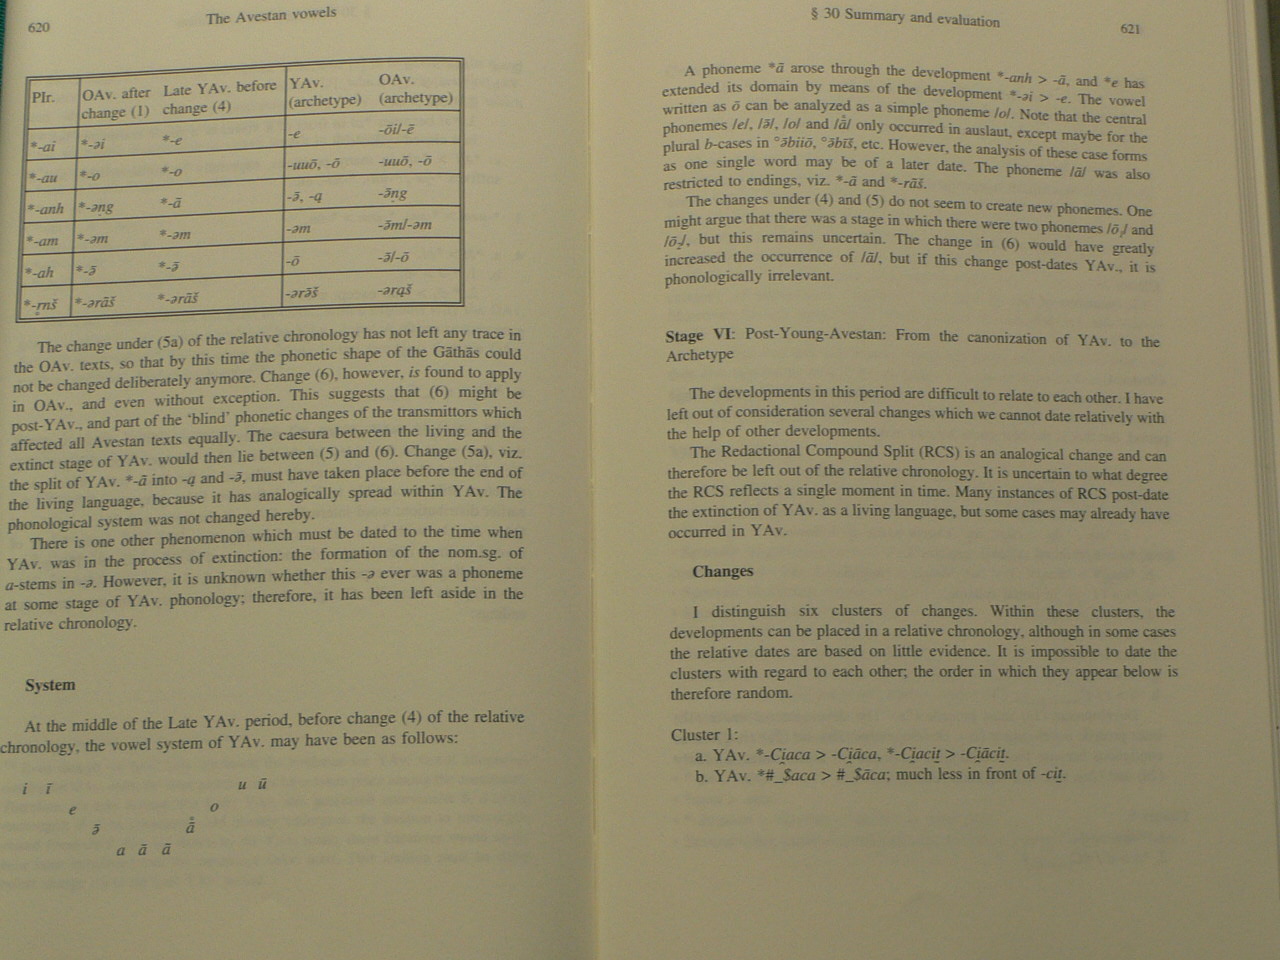 620
The Avestan vowels
PIr. OAv. after change (1) Late YAv. before change (4) YAv. (archetype) OAv. (archetype)
*-ai *-əi *-e -e -ōi/-ē
*-au *-o *-o -uuō, -ō -uuō, -ō
*-anh *-əng *-ā̃ -ə̄, -ą -ə̄ng
*-am *-əm *-əm -əm -ə̄m/-əm
*-ah *-ə̄ *-ə̄ -ō -ə̄/-ō
*-r̥nš *-ərāš *-ərā̃š -ərə̄š -ərąš
The change under (5a) of the relative chronology has not left any trace in
the OAv. texts, so that by this time the phonetic shape of the Gāthās could
not be changed deliberately anymore. Change (6), however, is found to apply
in OAv., and even without exception. This suggests that (6) might be
post-YAv., and part of the ‘blind’ phonetic changes of the transmittors which
affected all Avestan texts equally. The caesura between the living and the
extinct stage of YAv. would then lie between (5) and (6). Change (5a), viz.
the split of YAv. *-ā̃ into -ą and -ə̄, must have taken place before the end of
the living language, because it has analogically spread within YAv. The
phonological system was not changed hereby.
There is one other phenomenon which must be dated to the time when
YAv. was in the process of extinction: the formation of the nom.sg. of
a-stems in -ə. However, it is unknown whether this -ə ever was a phoneme
at some stage of YAv. phonology; therefore, it has been left aside in the
relative chronology.
System
At the middle of the Late YAv. period, before change (4) of the relative
chronology, the vowel system of YAv. may have been as follows:
i ī u ū
e o
ə̄ å̄
a ā ā̃
§ 30 Summary and evaluation
621
A phoneme *ā̃ arose through the development *-anh > -ā̃, and *e has
extended its domain by means of the development *-əi > -e. The vowel
written as ō can be analyzed as a simple phoneme /o/. Note that the central
phonemes /e/, /ə̄/, /o/ and /å̄/ only occurred in auslaut, except maybe for the
plural b-cases in °ə̄biiō, °ə̄bīš, etc. However, the analysis of these case forms
as one single word may be of a later date. The phoneme /ā̃/ was also
restricted to endings, viz. *-ā̃ and *-rā̃š.
The changes under (4) and (5) do not seem to create new phonemes. One
might argue that there was a stage in which there were two phonemes and
but this remains uncertain. The change in (6) would have greatly
increased the occurrence of /ā̃/, but if this change post-dates YAv., it is
phonologically irrelevant.
Stage VI: Post-Young-Avestan: From the canonization of YAv. to the
Archetype
The developments in this period are difficult to relate to each other. I have
left out of consideration several changes which we cannot date relatively with
the help of other developments.
The Redactional Compound Split (RCS) is an analogical change and can
therefore be left out of the relative chronology. It is uncertain to what degree
the RCS reflects a single moment in time. Many instances of RCS post-date
the extinction of YAv. as a living language, but some cases may already have
occurred in YAv.
Changes
I distinguish six clusters of changes. Within these clusters, the
developments can be placed in a relative chronology, although in some cases
the relative dates are based on little evidence. It is impossible to date the
clusters with regard to each other; the order in which they appear below is
therefore random.
Cluster 1:
a. YAv. *-Ci̯aca > -Ci̯āca, *-Ci̯aciṯ > -Ci̯āciṯ.
b. YAv. *#_$aca > #_$āca; much less in front of -ciṯ.